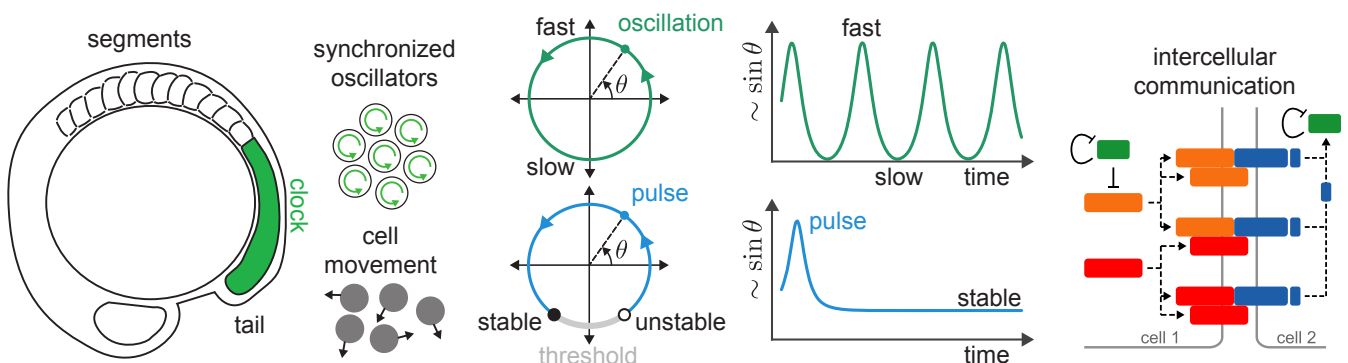 segments
clock
tail
synchronized
oscillators
cell
movement
fast
oscillation
θ
slow
pulse
θ
stable
unstable
threshold
~ sin θ
fast
slow
time
~ sin θ
pulse
stable
time
intercellular
communication
cell 1
cell 2